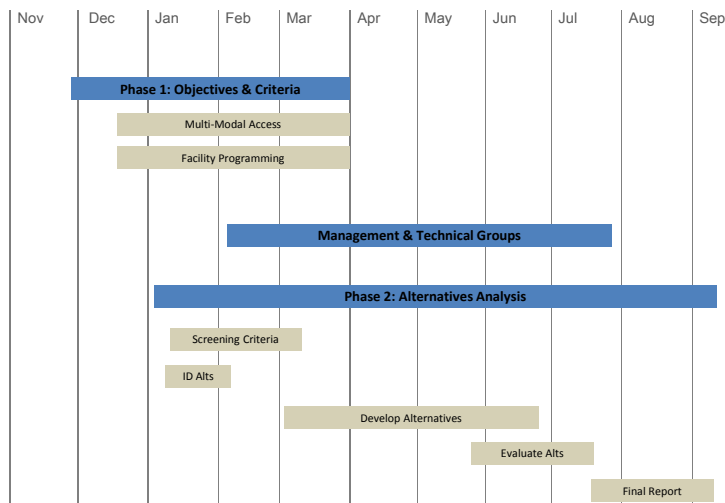 Nov Dec Jan Feb Mar Apr May Jun Jul Aug Sep
Phase 1: Objectives & Criteria
Multi-Modal Access
Facility Programming
Management & Technical Groups
Phase 2: Alternatives Analysis
Screening Criteria
ID Alts
Develop Alternatives
Evaluate Alts
Final Report